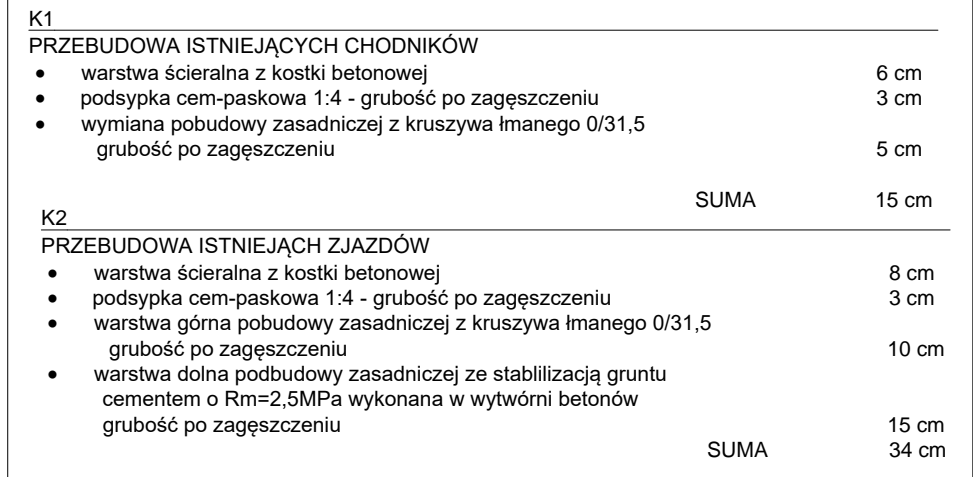 K1
PRZEBUDOWA ISTNIEJĄCYCH CHODNIKÓW
• warstwa ścieralna z kostki betonowej 6 cm
• podsypka cem-paskowa 1:4 - grubość po zagęszczeniu 3 cm
• wymiana pobudowy zasadniczej z kruszywa łmanego 0/31,5
grubość po zagęszczeniu 5 cm
SUMA 15 cm
K2
PRZEBUDOWA ISTNIEJĄCH ZJAZDÓW
• warstwa ścieralna z kostki betonowej 8 cm
• podsypka cem-paskowa 1:4 - grubość po zagęszczeniu 3 cm
• warstwa górna pobudowy zasadniczej z kruszywa łmanego 0/31,5
grubość po zagęszczeniu 10 cm
• warstwa dolna podbudowy zasadniczej ze stablilizacją gruntu
cementem o Rm=2,5MPa wykonana w wytwórni betonów
grubość po zagęszczeniu 15 cm
SUMA 34 cm